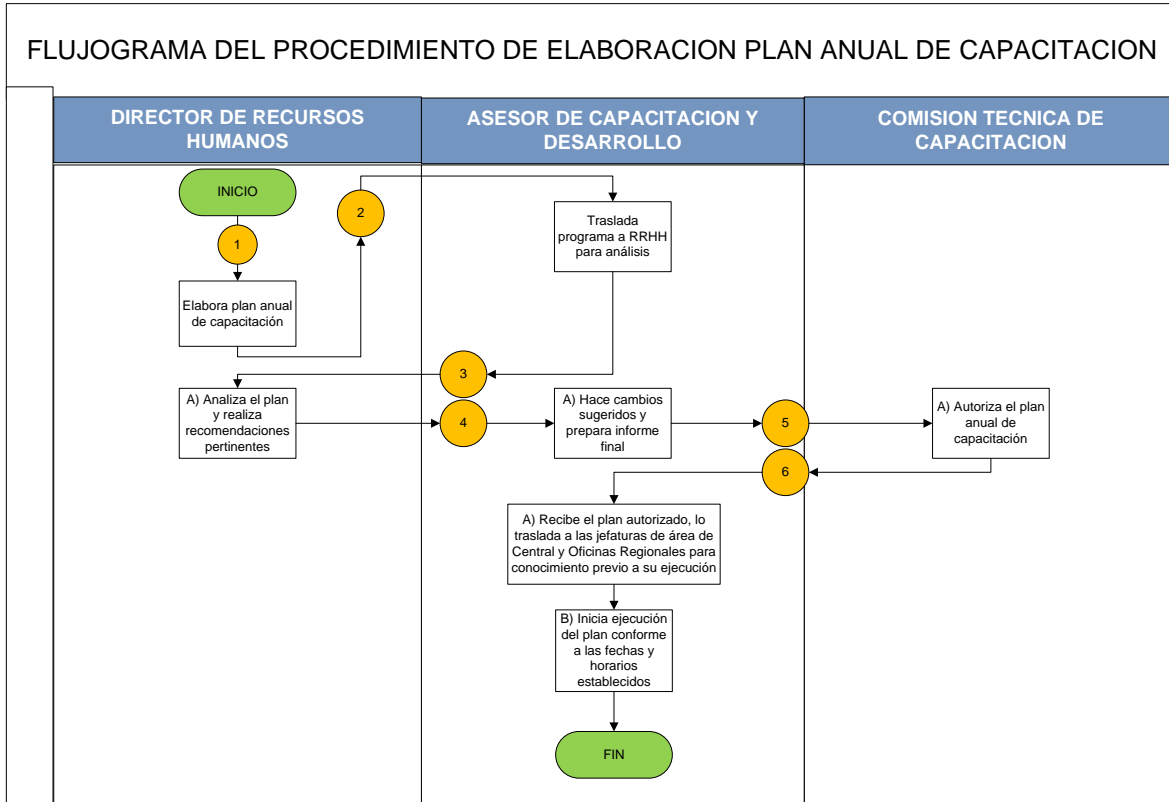 FLUJOGRAMA DEL PROCEDIMIENTO DE ELABORACION PLAN ANUAL DE CAPACITACION
DIRECTOR DE RECURSOS
HUMANOS
ASESOR DE CAPACITACION Y
DESARROLLO
COMISION TECNICA DE
CAPACITACION
INICIO
1
Elabora plan anual
de capacitación
2
Traslada
programa a RRHH
para análisis
3
A) Analiza el plan
y realiza
recomendaciones
pertinentes
4
A) Hace cambios
sugeridos y
prepara informe
final
5
A) Autoriza el plan
anual de
capacitación
6
A) Recibe el plan autorizado, lo
traslada a las jefaturas de área de
Central y Oficinas Regionales para
conocimiento previo a su ejecución
B) Inicia ejecución
del plan conforme
a las fechas y
horarios
establecidos
FIN